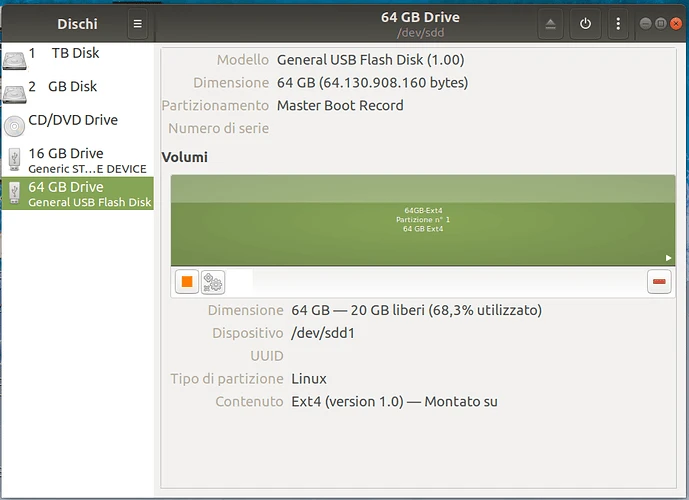 Dischi
64 GB Drive
/dev/sdd
1 TB Disk
2 GB Disk
CD/DVD Drive
16 GB Drive
Generic ST…E DEVICE
64 GB Drive
General USB Flash Disk
Modello General USB Flash Disk (1.00)
Dimensione 64 GB (64.130.908.160 bytes)
Partizionamento Master Boot Record
Numero di serie
Volumi
64GB-Ext4
Partizione n° 1
64 GB Ext4
Dimensione 64 GB — 20 GB liberi (68,3% utilizzato)
Dispositivo /dev/sdd1
UUID
Tipo di partizione Linux
Contenuto Ext4 (version 1.0) — Montato su